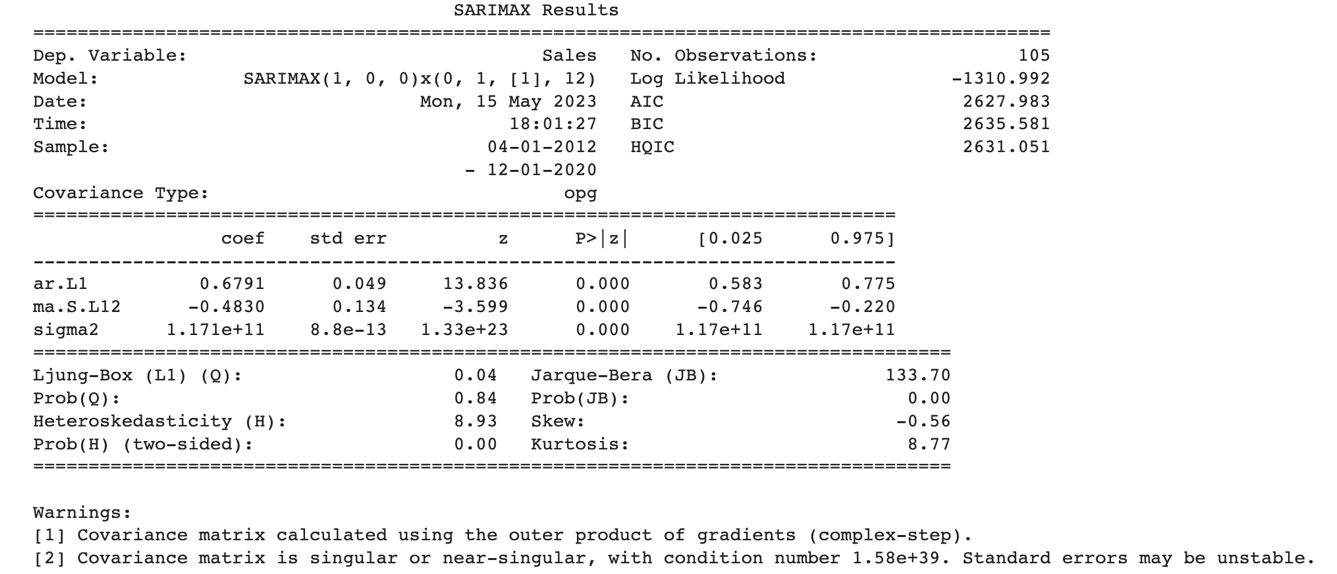 SARIMAX Results
==============================================================================================
Dep. Variable: Sales No. Observations: 105
Model: SARIMAX(1, 0, 0)x(0, 1, [1], 12) Log Likelihood -1310.992
Date: Mon, 15 May 2023 AIC 2627.983
Time: 18:01:27 BIC 2635.581
Sample: 04-01-2012 HQIC 2631.051
- 12-01-2020
Covariance Type: opg
==============================================================================
coef std err z P>|z| [0.025 0.975]
------------------------------------------------------------------------------
ar.L1 0.6791 0.049 13.836 0.000 0.583 0.775
ma.S.L12 -0.4830 0.134 -3.599 0.000 -0.746 -0.220
sigma2 1.171e+11 8.8e-13 1.33e+23 0.000 1.17e+11 1.17e+11
===================================================================================
Ljung-Box (L1) (Q): 0.04 Jarque-Bera (JB): 133.70
Prob(Q): 0.84 Prob(JB): 0.00
Heteroskedasticity (H): 8.93 Skew: -0.56
Prob(H) (two-sided): 0.00 Kurtosis: 8.77
===================================================================================
Warnings:
[1] Covariance matrix calculated using the outer product of gradients (complex-step).
[2] Covariance matrix is singular or near-singular, with condition number 1.58e+39. Standard errors may be unstable.